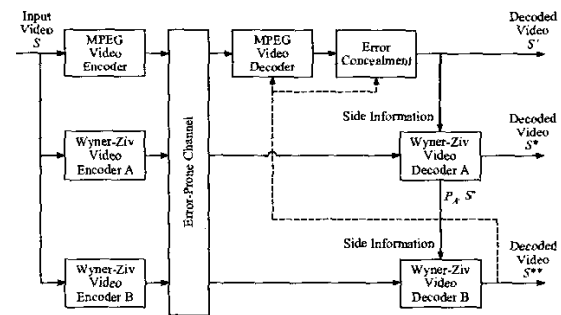 Input
Video
S
MPEG
Video
Encoder
MPEG
Video
Decoder
Error
Concealment
Decoded
Video
S'
Side Information
Wyner-Ziv
Video
Encoder A
Error-Prone Channel
Wyner-Ziv
Video
Decoder A
Decoded
Video
S*
Side Information
Wyner-Ziv
Video
Encoder B
Wyner-Ziv
Video
Decoder B
Decoded
Video
S**